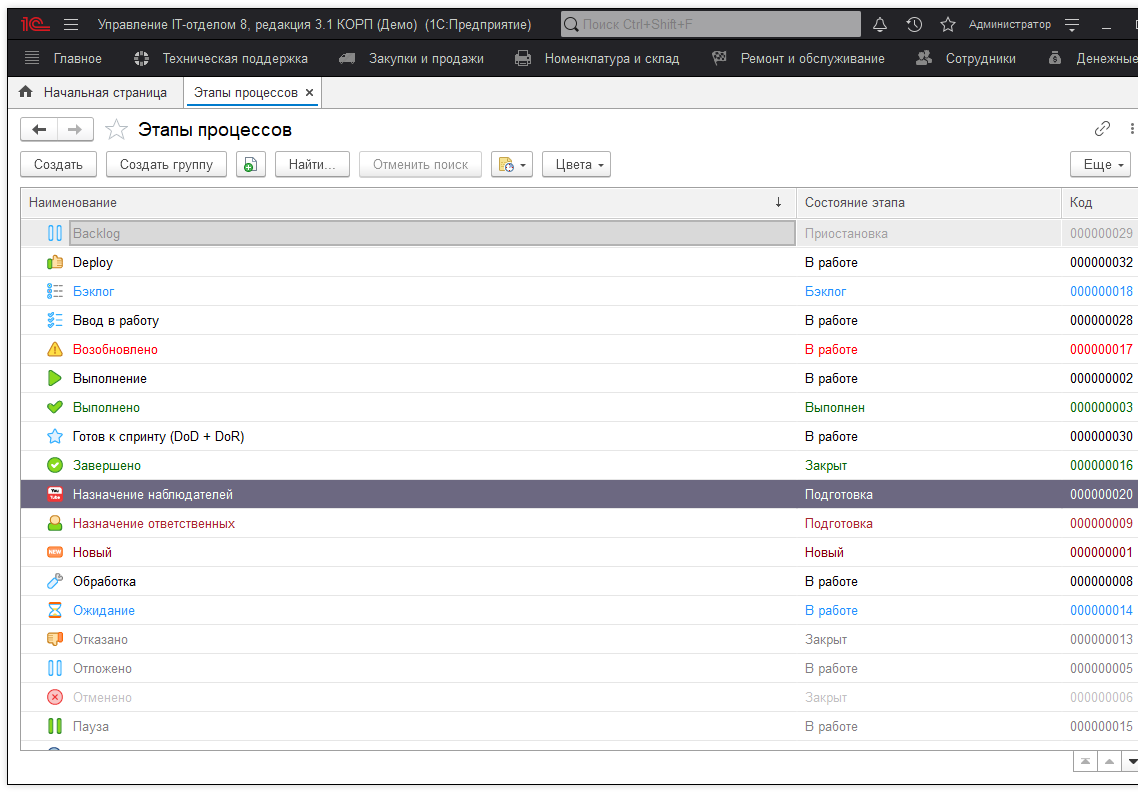 1С Управление IT-отделом 8, редакция 3.1 КОРП (Демо) (1С:Предприятие) Поиск Ctrl+Shift+F Администратор
Главное Техническая поддержка Закупки и продажи Номенклатура и склад Ремонт и обслуживание Сотрудники Денежные
Начальная страница Этапы процессов ×
Этапы процессов
Создать Создать группу Найти... Отменить поиск Цвета Еще
Наименование ↓ Состояние этапа Код
Backlog Приостановка 000000029
Deploy В работе 000000032
Бэклог Бэклог 000000018
Ввод в работу В работе 000000028
Возобновлено В работе 000000017
Выполнение В работе 000000002
Выполнено Выполнен 000000003
Готов к спринту (DoD + DoR) В работе 000000030
Завершено Закрыт 000000016
You Tube Назначение наблюдателей Подготовка 000000020
Назначение ответственных Подготовка 000000009
NEW Новый Новый 000000001
Обработка В работе 000000008
Ожидание В работе 000000014
Отказано Закрыт 000000013
Отложено В работе 000000005
Отменено Закрыт 000000006
Пауза В работе 000000015